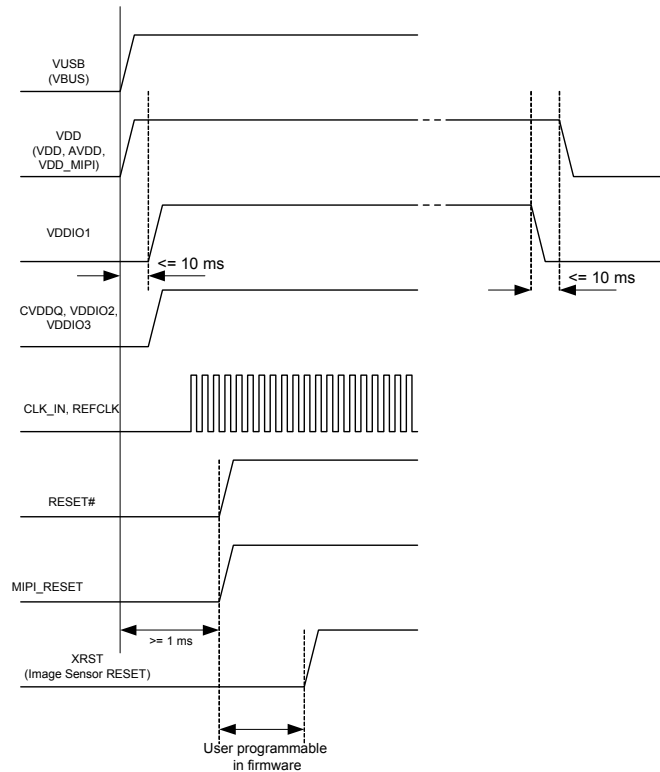 VUSB
(VBUS)
VDD
(VDD, AVDD,
VDD_MIPI)
VDDIO1
<= 10 ms
<= 10 ms
CVDDQ, VDDIO2,
VDDIO3
CLK_IN, REFCLK
RESET#
MIPI_RESET
>= 1 ms
XRST
(Image Sensor RESET)
User programmable
in firmware